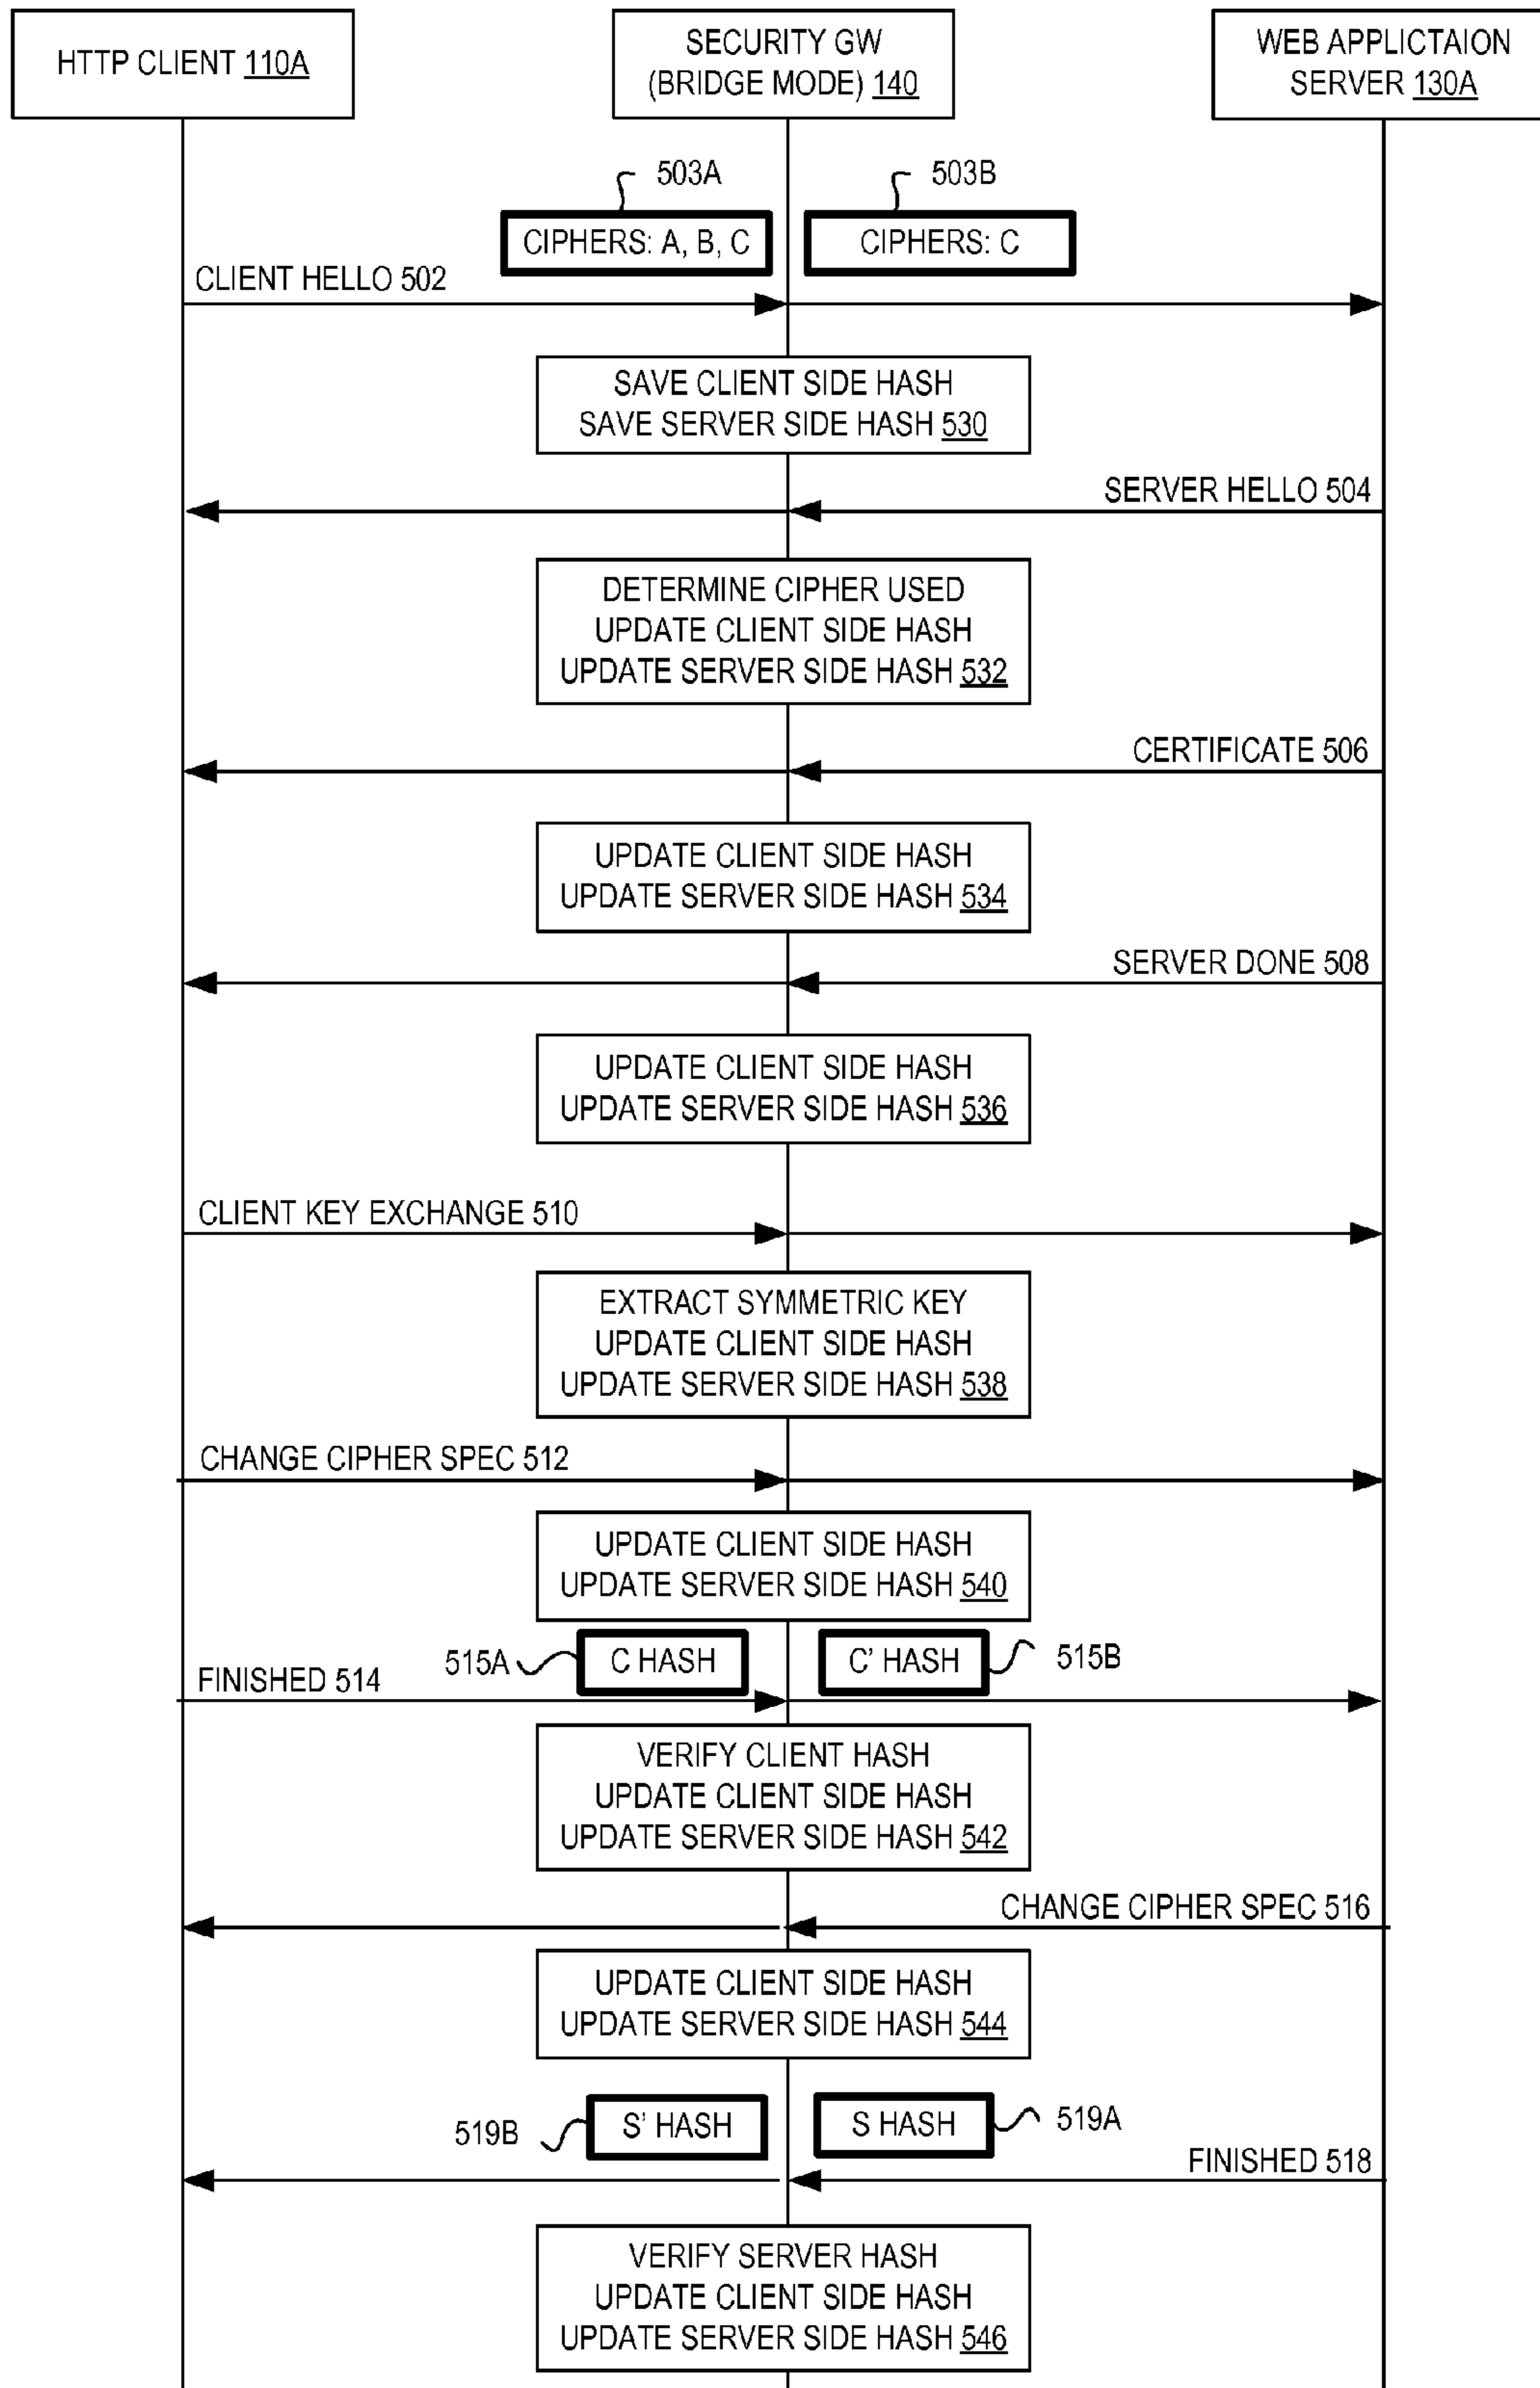 HTTP CLIENT 110A
SECURITY GW
(BRIDGE MODE) 140
WEB APPLICTAION
SERVER 130A
503A
503B
CIPHERS: A, B, C
CIPHERS: C
CLIENT HELLO 502
SAVE CLIENT SIDE HASH
SAVE SERVER SIDE HASH 530
SERVER HELLO 504
DETERMINE CIPHER USED
UPDATE CLIENT SIDE HASH
UPDATE SERVER SIDE HASH 532
CERTIFICATE 506
UPDATE CLIENT SIDE HASH
UPDATE SERVER SIDE HASH 534
SERVER DONE 508
UPDATE CLIENT SIDE HASH
UPDATE SERVER SIDE HASH 536
CLIENT KEY EXCHANGE 510
EXTRACT SYMMETRIC KEY
UPDATE CLIENT SIDE HASH
UPDATE SERVER SIDE HASH 538
CHANGE CIPHER SPEC 512
UPDATE CLIENT SIDE HASH
UPDATE SERVER SIDE HASH 540
515A
C HASH
C' HASH
515B
FINISHED 514
VERIFY CLIENT HASH
UPDATE CLIENT SIDE HASH
UPDATE SERVER SIDE HASH 542
CHANGE CIPHER SPEC 516
UPDATE CLIENT SIDE HASH
UPDATE SERVER SIDE HASH 544
519B
S' HASH
S HASH
519A
FINISHED 518
VERIFY SERVER HASH
UPDATE CLIENT SIDE HASH
UPDATE SERVER SIDE HASH 546